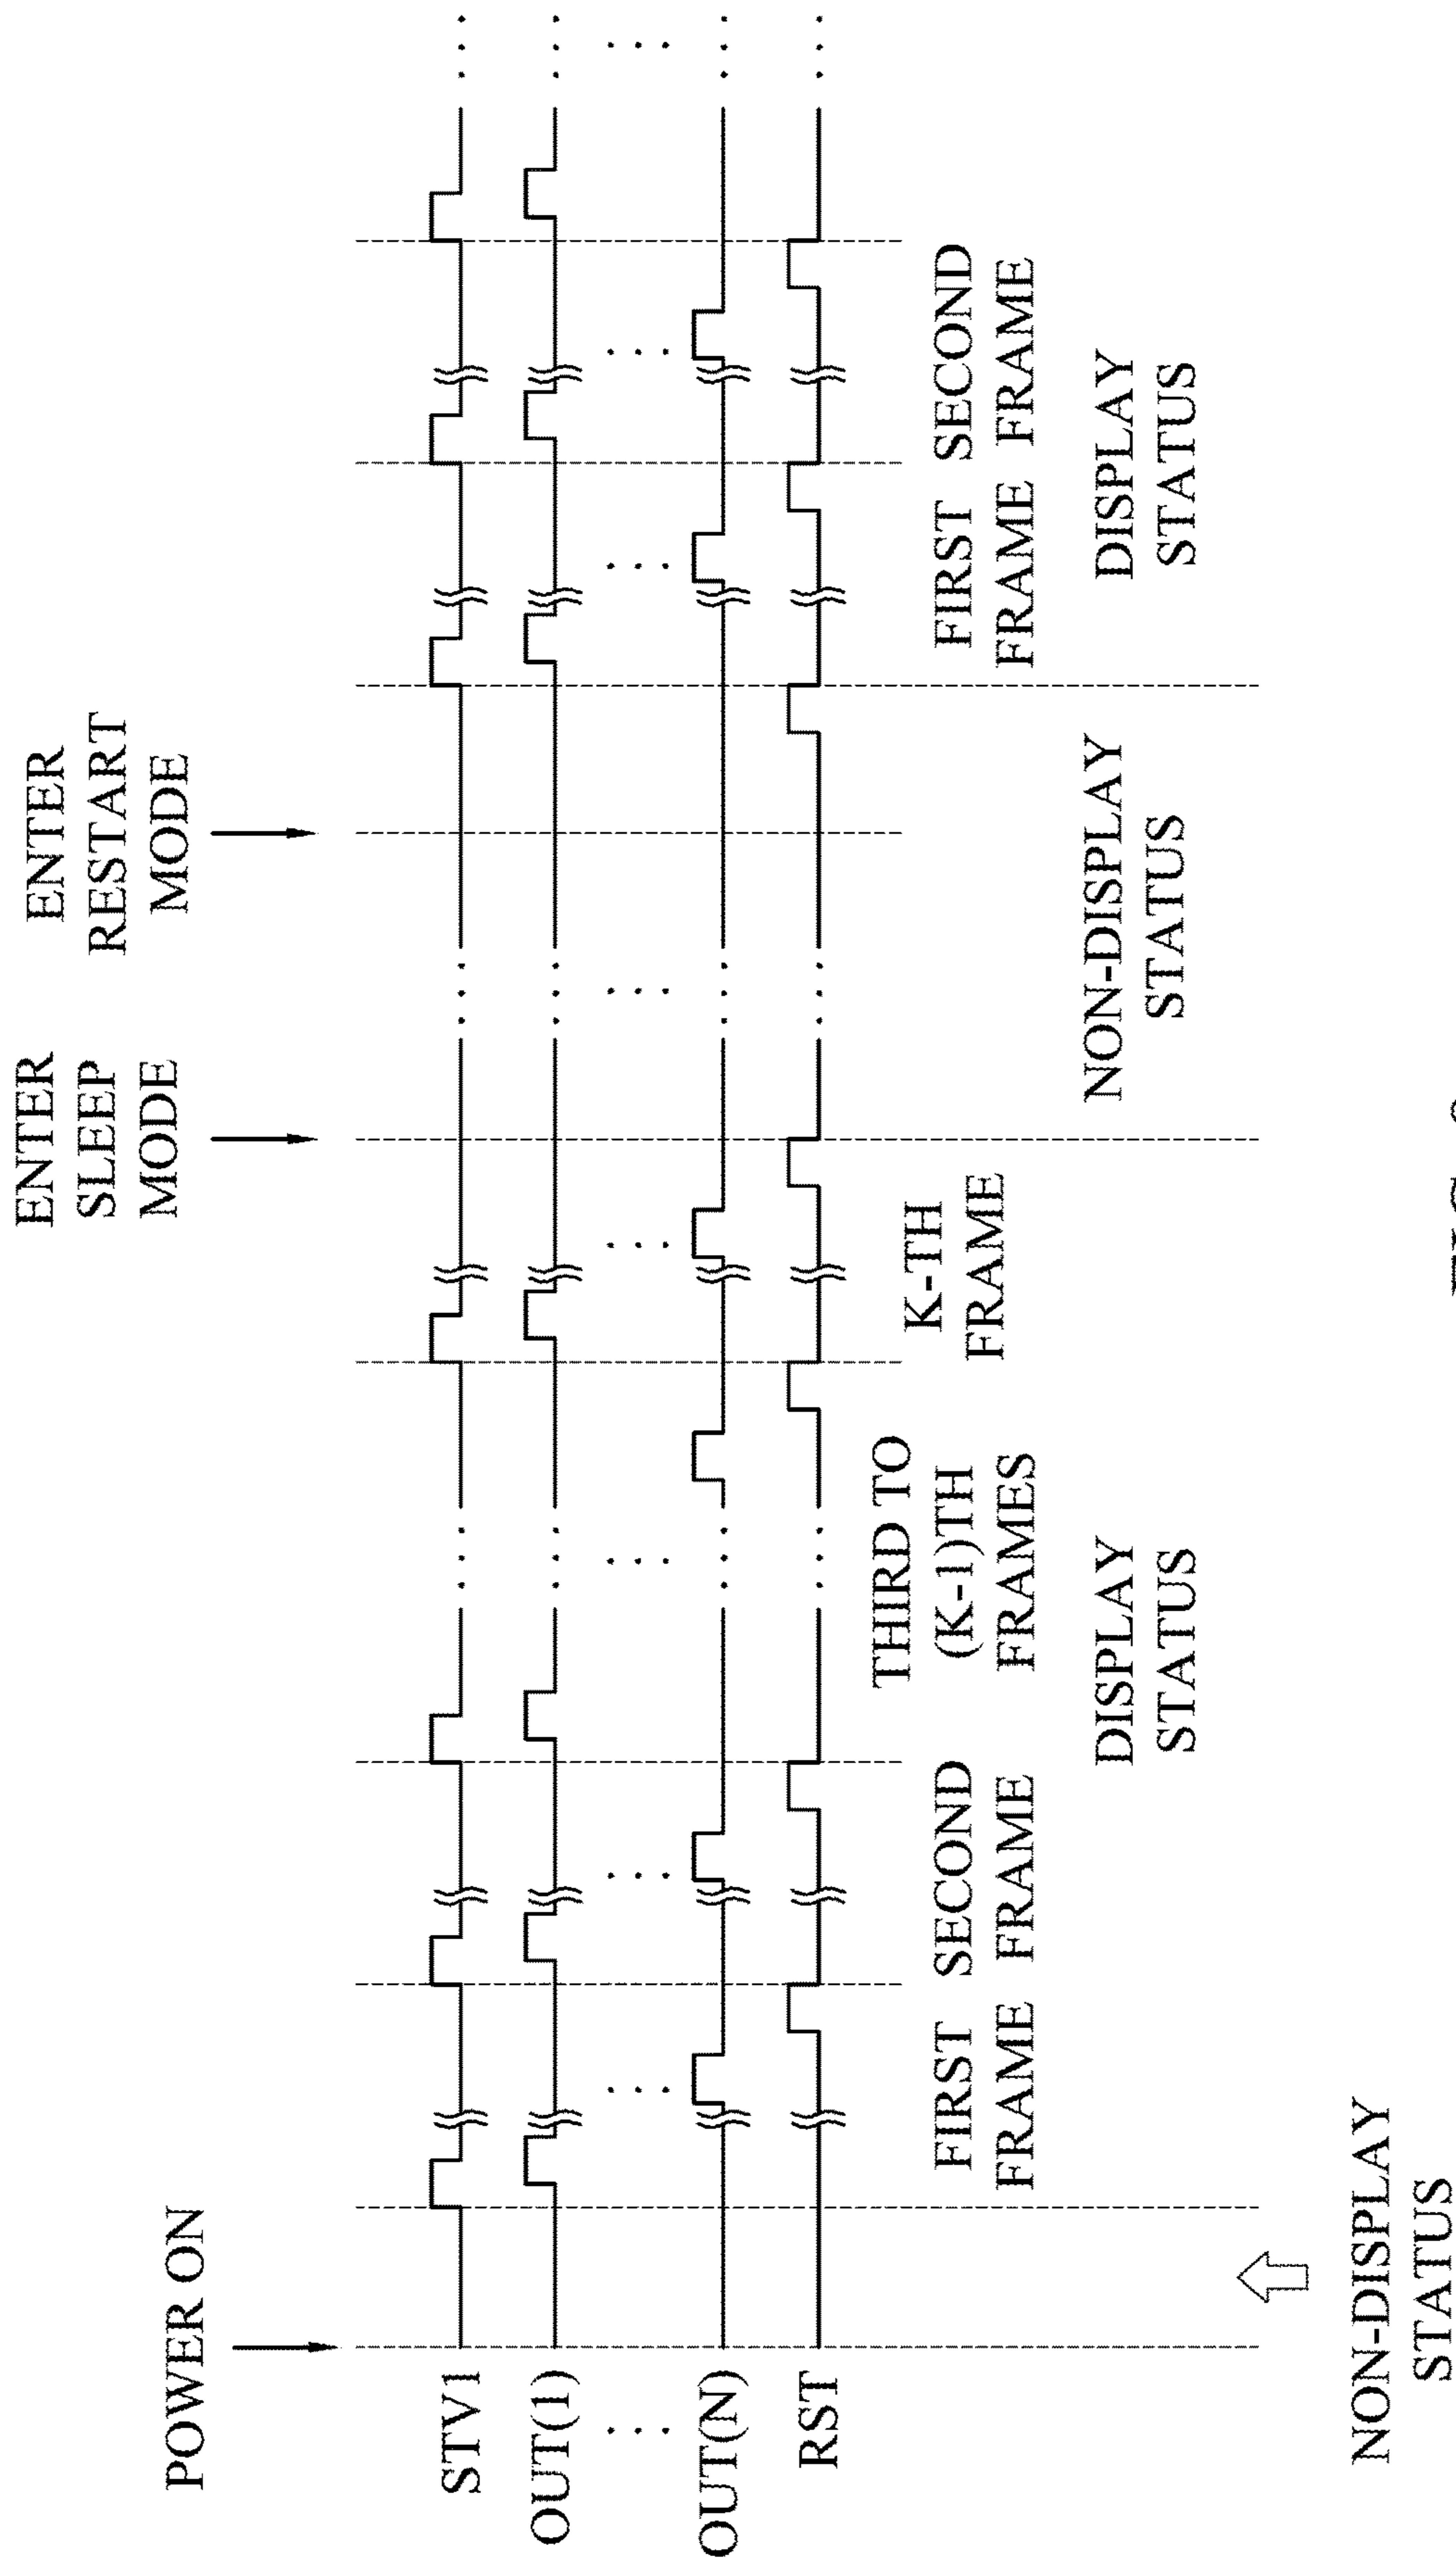 POWER ON
ENTER
SLEEP
MODE
ENTER
RESTART
MODE
STV1
OUT(1)
OUT(N)
RST
FIRST
FRAME
SECOND
FRAME
THIRD TO
(K-1)TH
FRAMES
K-TH
FRAME
FIRST
FRAME
SECOND
FRAME
NON-DISPLAY
STATUS
DISPLAY
STATUS
NON-DISPLAY
STATUS
DISPLAY
STATUS